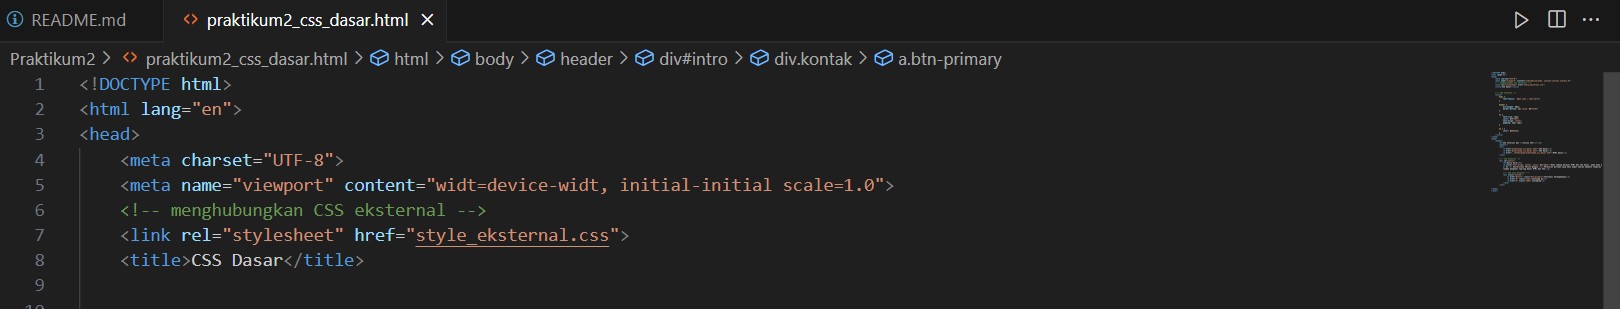 README.md praktikum2_css_dasar.html
Praktikum2 > praktikum2_css_dasar.html > html > body > header > div#intro > div.kontak > a.btn-primary
1 <!DOCTYPE html>
2 <html lang="en">
3 <head>
4 <meta charset="UTF-8">
5 <meta name="viewport" content="widt=device-widt, initial-initial scale=1.0">
6 <!-- menghubungkan CSS eksternal -->
7 <link rel="stylesheet" href="style_eksternal.css">
8 <title>CSS Dasar</title>
9